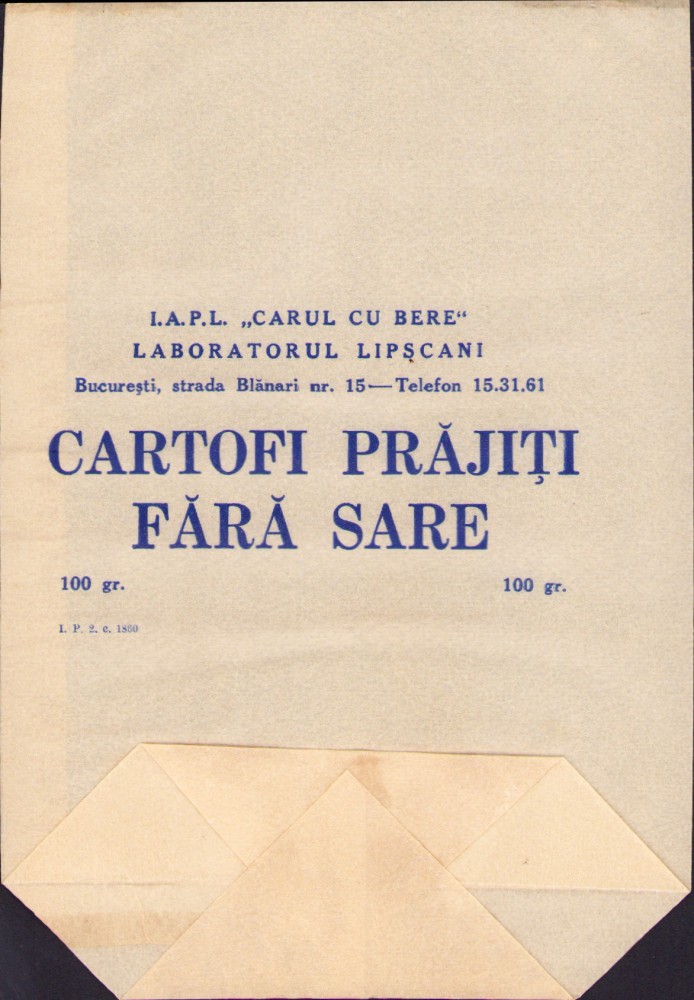 I.A.P.L. „CARUL CU BERE“
LABORATORUL LIPȘCANI
București, strada Blănari nr. 15—Telefon 15.31.61
CARTOFI PRĂJIȚI
FĂRĂ SARE
100 gr. 100 gr.
I. P. 2. c. 1860